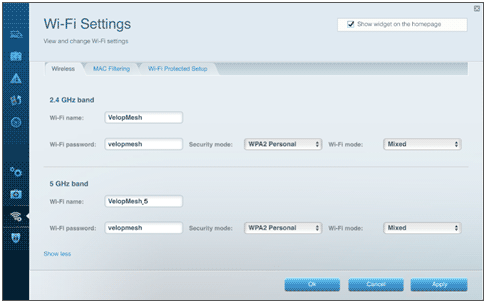 Wi-Fi Settings
Show widget on the homepage
View and change Wi-Fi settings
Wireless MAC Filtering Wi-Fi Protected Setup
2.4 GHz band
Wi-Fi name: VelopMesh
Wi-Fi password: velopmesh Security mode: WPA2 Personal Wi-Fi mode: Mixed
5 GHz band
Wi-Fi name: VelopMesh_5
Wi-Fi password: velopmesh Security mode: WPA2 Personal Wi-Fi mode: Mixed
Show less
Ok Cancel Apply